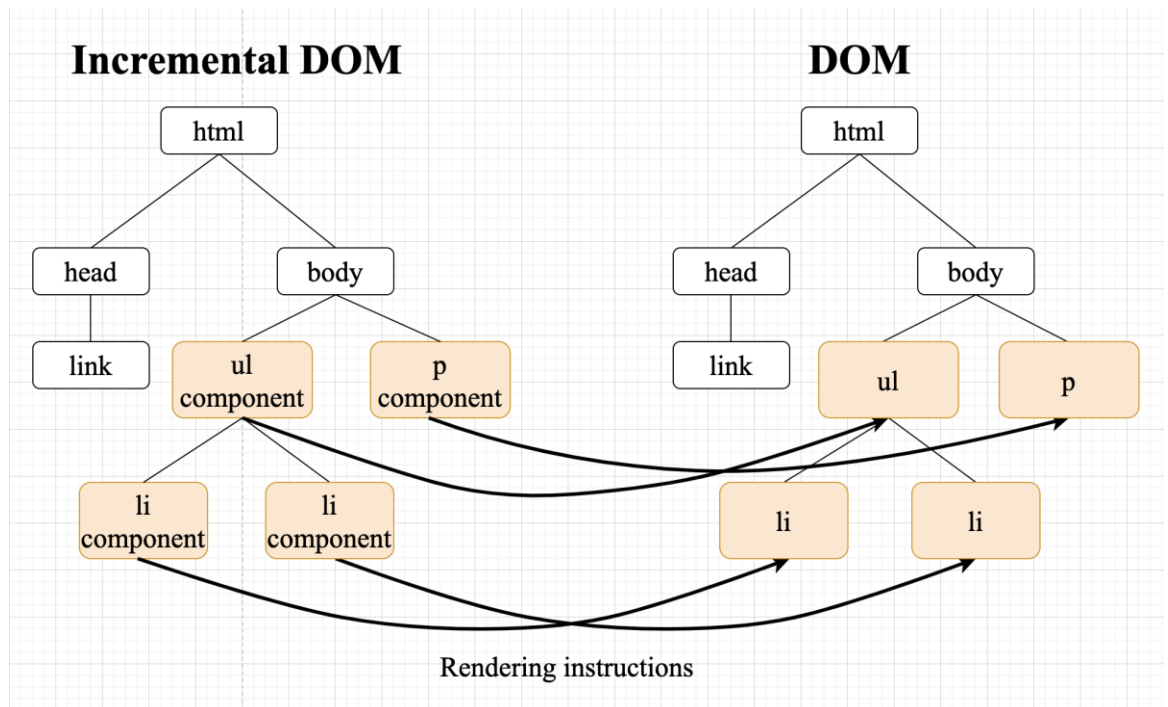 Incremental DOM
DOM
html
html
head
body
head
body
link
ul
component
p
component
link
ul
p
li
component
li
component
li
li
Rendering instructions